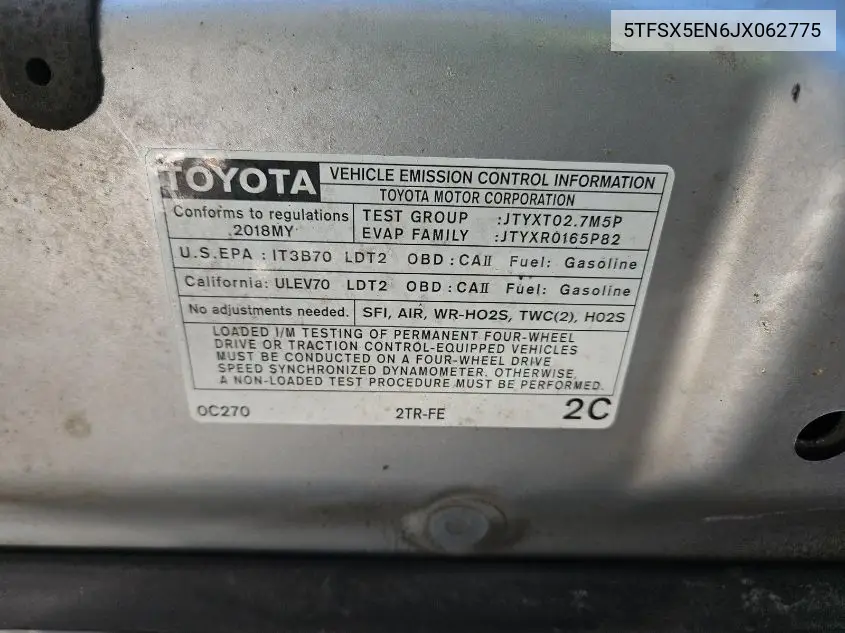 5TFSX5EN6JX062775
TOYOTA VEHICLE EMISSION CONTROL INFORMATION
TOYOTA MOTOR CORPORATION
Conforms to regulations
2018MY
TEST GROUP :JTYXT02.7M5P
EVAP FAMILY :JTYXR0165P82
U.S.EPA : IT3B70 LDT2 OBD : CAII Fuel: Gasoline
California: ULEV70 LDT2 OBD : CAII Fuel: Gasoline
No adjustments needed. SFI, AIR, WR-HO2S, TWC(2), HO2S
LOADED I/M TESTING OF PERMANENT FOUR-WHEEL
DRIVE OR TRACTION CONTROL-EQUIPPED VEHICLES
MUST BE CONDUCTED ON A FOUR-WHEEL DRIVE
SPEED SYNCHRONIZED DYNAMOMETER. OTHERWISE,
A NON-LOADED TEST PROCEDURE MUST BE PERFORMED.
0C270 2TR-FE 2C